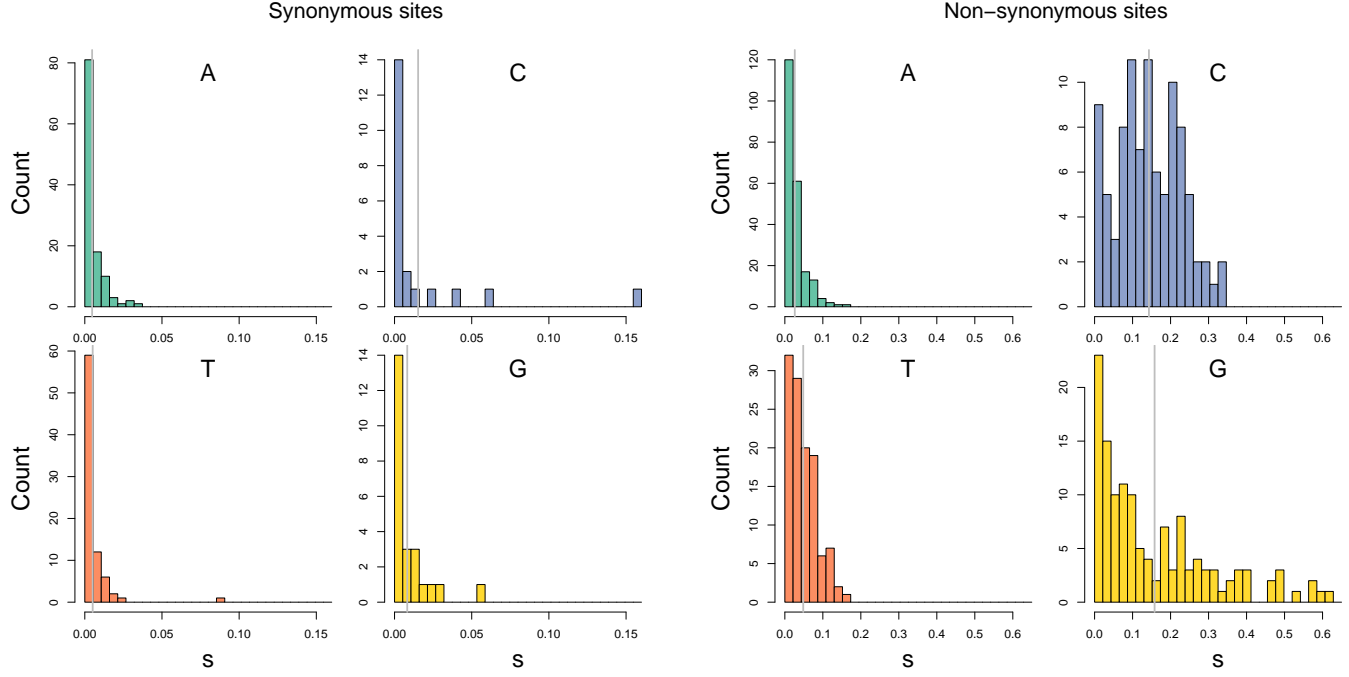 Synonymous sites
Non−synonymous sites
A
Count
0 20 40 60 80
0.00 0.05 0.10 0.15
C
0 2 4 6 8 10 12 14
0.00 0.05 0.10 0.15
A
Count
0 20 40 60 80 100 120
0.0 0.1 0.2 0.3 0.4 0.5 0.6
C
0 2 4 6 8 10
0.0 0.1 0.2 0.3 0.4 0.5 0.6
T
Count
0 10 20 30 40 50 60
0.00 0.05 0.10 0.15
s
G
0 2 4 6 8 10 12 14
0.00 0.05 0.10 0.15
s
T
Count
0 5 10 15 20 25 30
0.0 0.1 0.2 0.3 0.4 0.5 0.6
s
G
0 5 10 15 20
0.0 0.1 0.2 0.3 0.4 0.5 0.6
s